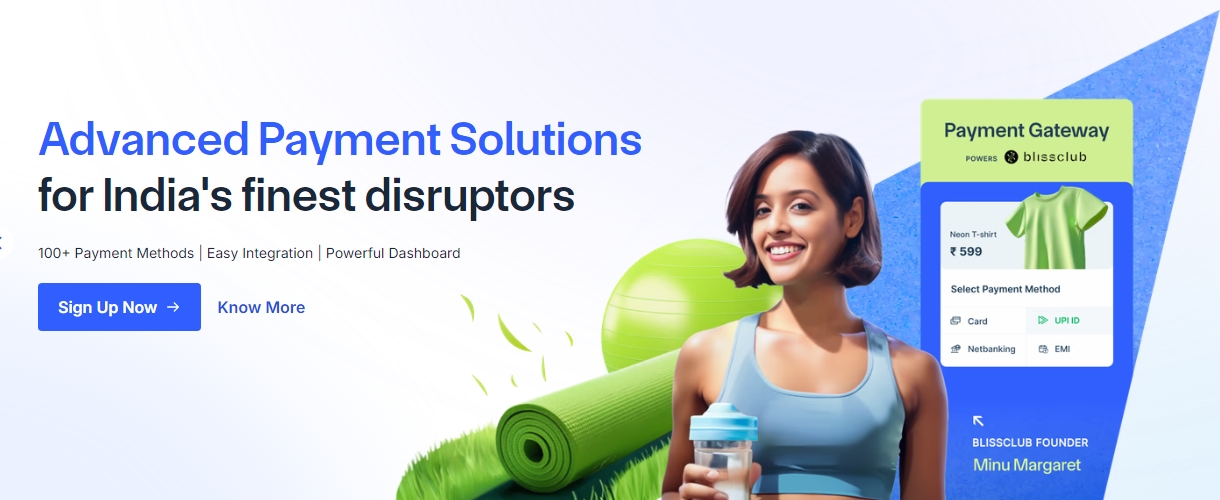 Advanced Payment Solutions
for India's finest disruptors
100+ Payment Methods | Easy Integration | Powerful Dashboard
Sign Up Now →
Know More
Payment Gateway
POWERS blissclub
Neon T-shirt
₹ 599
Select Payment Method
Card
UPI ID
Netbanking
EMI
BLISSCLUB FOUNDER
Minu Margaret